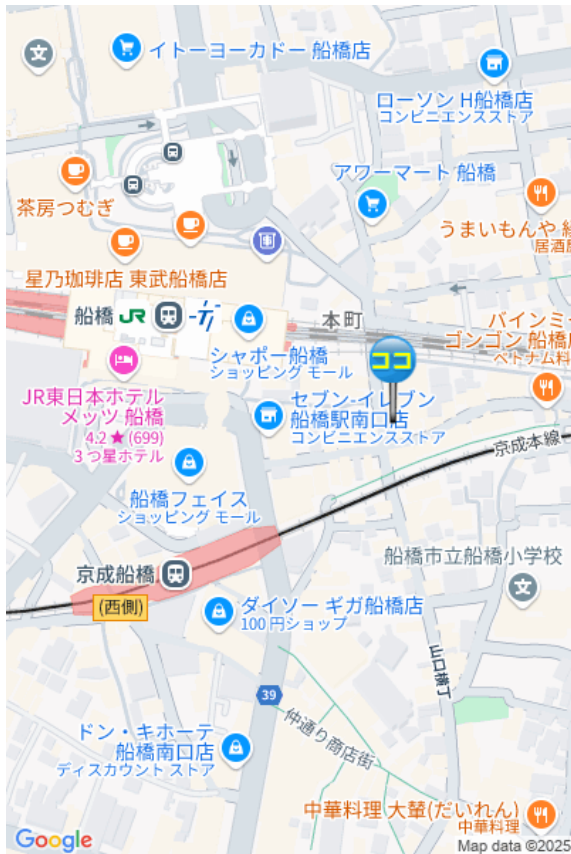 文
イトーヨーカドー 船橋店
ローソン H船橋店
コンビニエンスストア
アワーマート 船橋
茶房つむぎ
うまいもんや 経
居酒屋
星乃珈琲店 東武船橋店
船橋 JR
本町
シャポー船橋
ショッピング モール
バインミー
ゴンゴン 船橋店
ベトナム料
ココ
JR東日本ホテル
メッツ 船橋
4.2★(699)
3 つ星ホテル
セブン-イレブン
船橋駅南口店
コンビニエンスストア
船橋フェイス
ショッピング モール
京成本線
京成船橋
(西側)
船橋市立船橋小学校
文
ダイソー ギガ船橋店
100 円ショップ
山口横丁
39
仲通り商店街
ドン・キホーテ
船橋南口店
ディスカウント ストア
中華料理 大輦(だいれん)
中華料理
Google
Map data ©2025